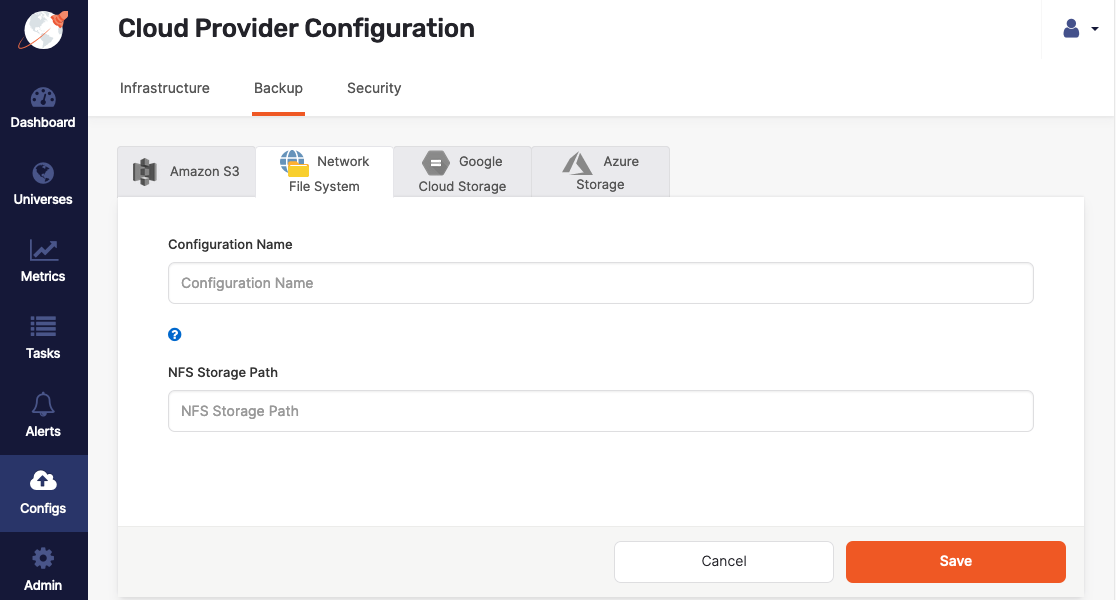 Cloud Provider Configuration
Infrastructure
Backup
Security
Dashboard
Universes
Metrics
Tasks
Alerts
Configs
Admin
Amazon S3
Network
File System
Google
Cloud Storage
Azure
Storage
Configuration Name
Configuration Name
?
NFS Storage Path
NFS Storage Path
Cancel
Save